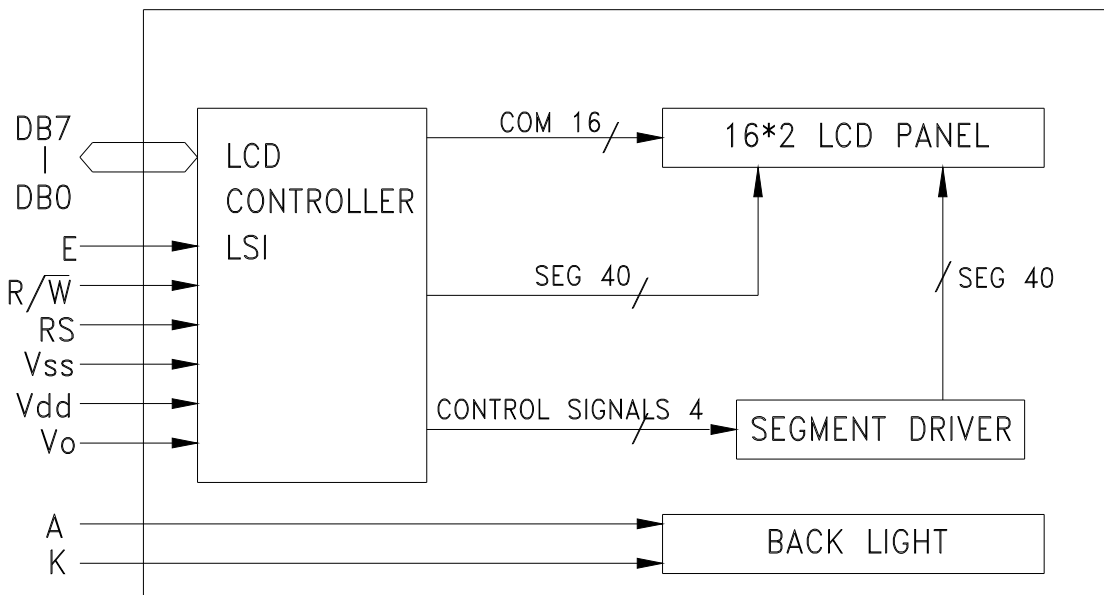 DB7
|
DB0
E
R/W̅
RS
Vss
Vdd
Vo
A
K
LCD
CONTROLLER
LSI
COM 16
SEG 40
CONTROL SIGNALS 4
16*2 LCD PANEL
SEG 40
SEGMENT DRIVER
BACK LIGHT